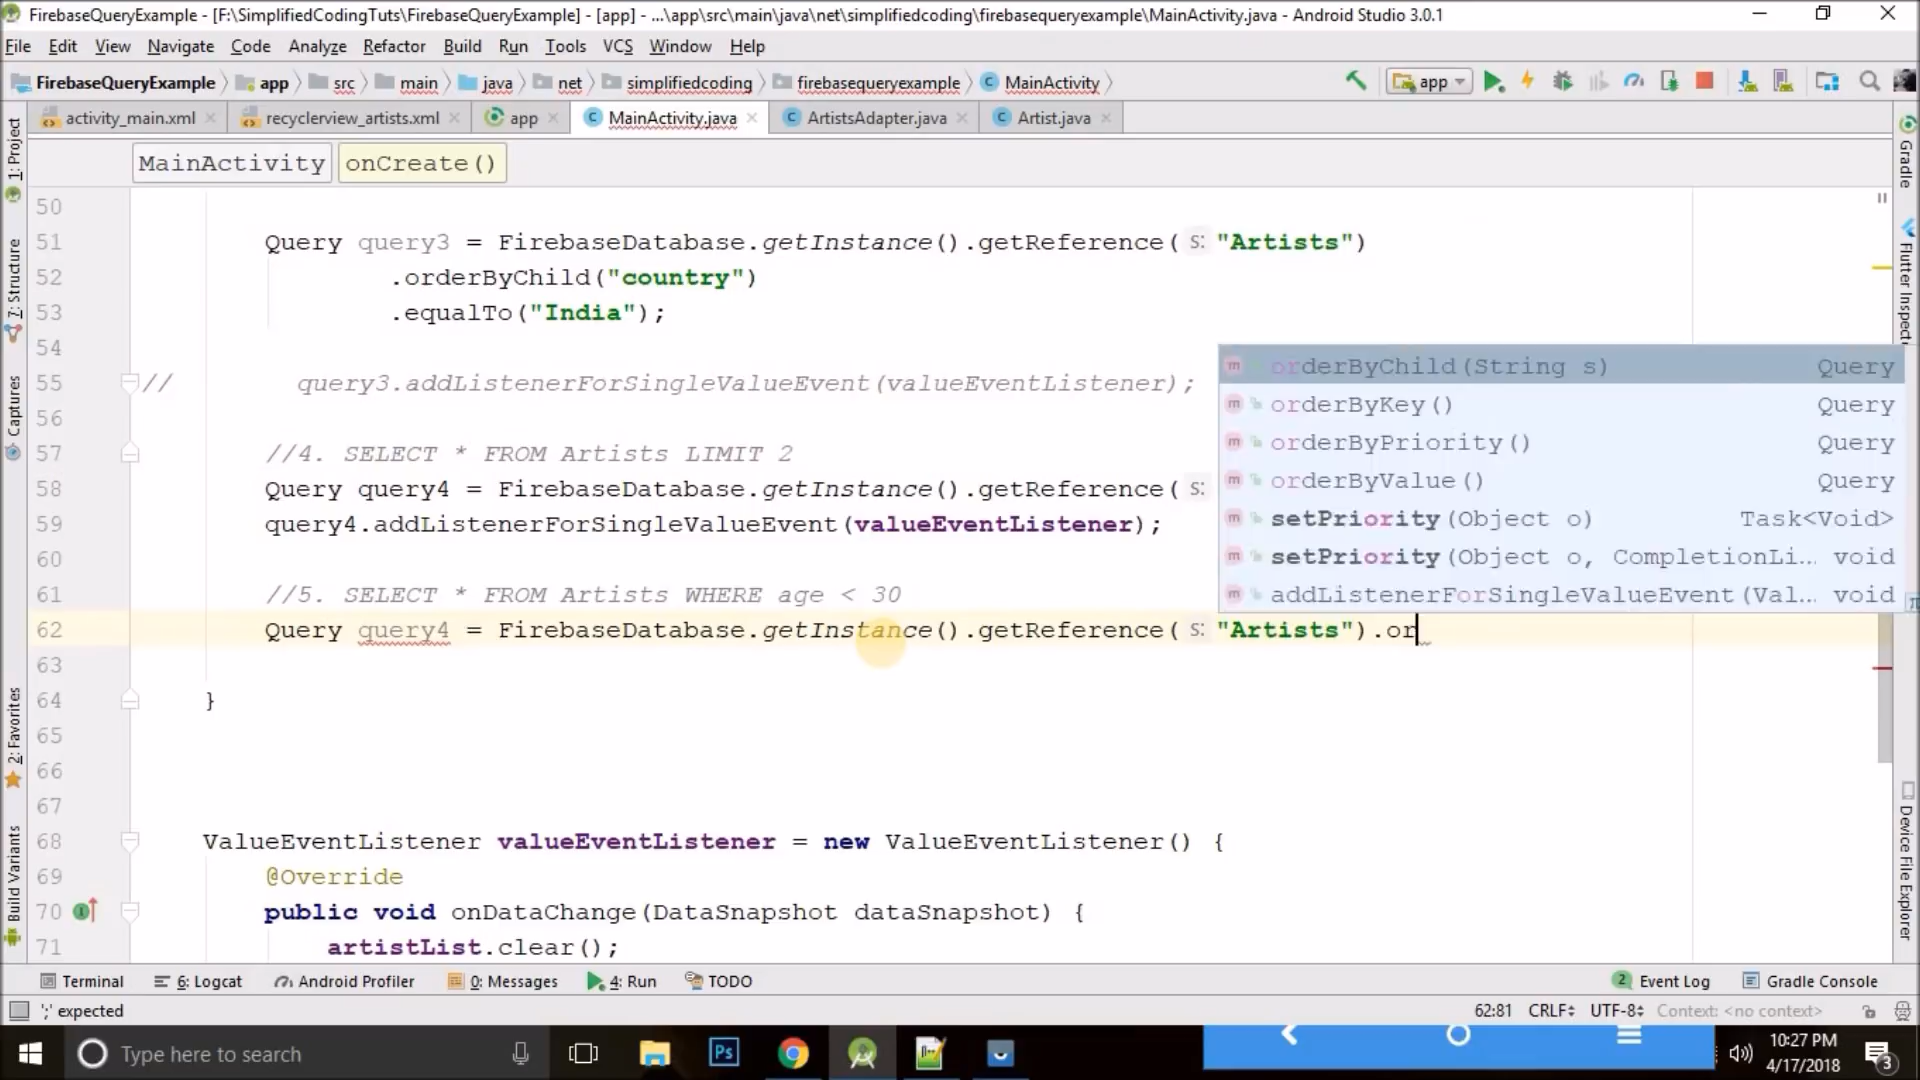 FirebaseQueryExample - [F:\SimplifiedCodingTuts\FirebaseQueryExample] - [app] - ...\app\src\main\java\net\simplifiedcoding\firebasequeryexample\MainActivity.java - Android Studio 3.0.1
File Edit View Navigate Code Analyze Refactor Build Run Tools VCS Window Help
FirebaseQueryExample app src main java net simplifiedcoding firebasequeryexample MainActivity app
activity_main.xml recyclerview_artists.xml app MainActivity.java ArtistsAdapter.java Artist.java
MainActivity onCreate()
50
51 Query query3 = FirebaseDatabase.getInstance().getReference( s: "Artists")
52 .orderByChild("country")
53 .equalTo("India");
54
55 // query3.addListenerForSingleValueEvent(valueEventListener);
56
57 //4. SELECT * FROM Artists LIMIT 2
58 Query query4 = FirebaseDatabase.getInstance().getReference( s:
59 query4.addListenerForSingleValueEvent(valueEventListener);
60
61 //5. SELECT * FROM Artists WHERE age < 30
62 Query query4 = FirebaseDatabase.getInstance().getReference( s: "Artists").or
63
64 }
65
66
67
68 ValueEventListener valueEventListener = new ValueEventListener() {
69 @Override
70 public void onDataChange(DataSnapshot dataSnapshot) {
71 artistList.clear();
orderByChild(String s) Query
orderByKey() Query
orderByPriority() Query
orderByValue() Query
setPriority(Object o) Task<Void>
setPriority(Object o, CompletionLi... void
addListenerForSingleValueEvent(Val... void
1: Project
7: Structure
Captures
2: Favorites
Build Variants
Gradle
Flutter Inspect
Device File Explorer
Terminal 6: Logcat Android Profiler 0: Messages 4: Run TODO 2 Event Log Gradle Console
';' expected 62:81 CRLF UTF-8 Context: <no context>
Type here to search Ps 10:27 PM
4/17/2018 3